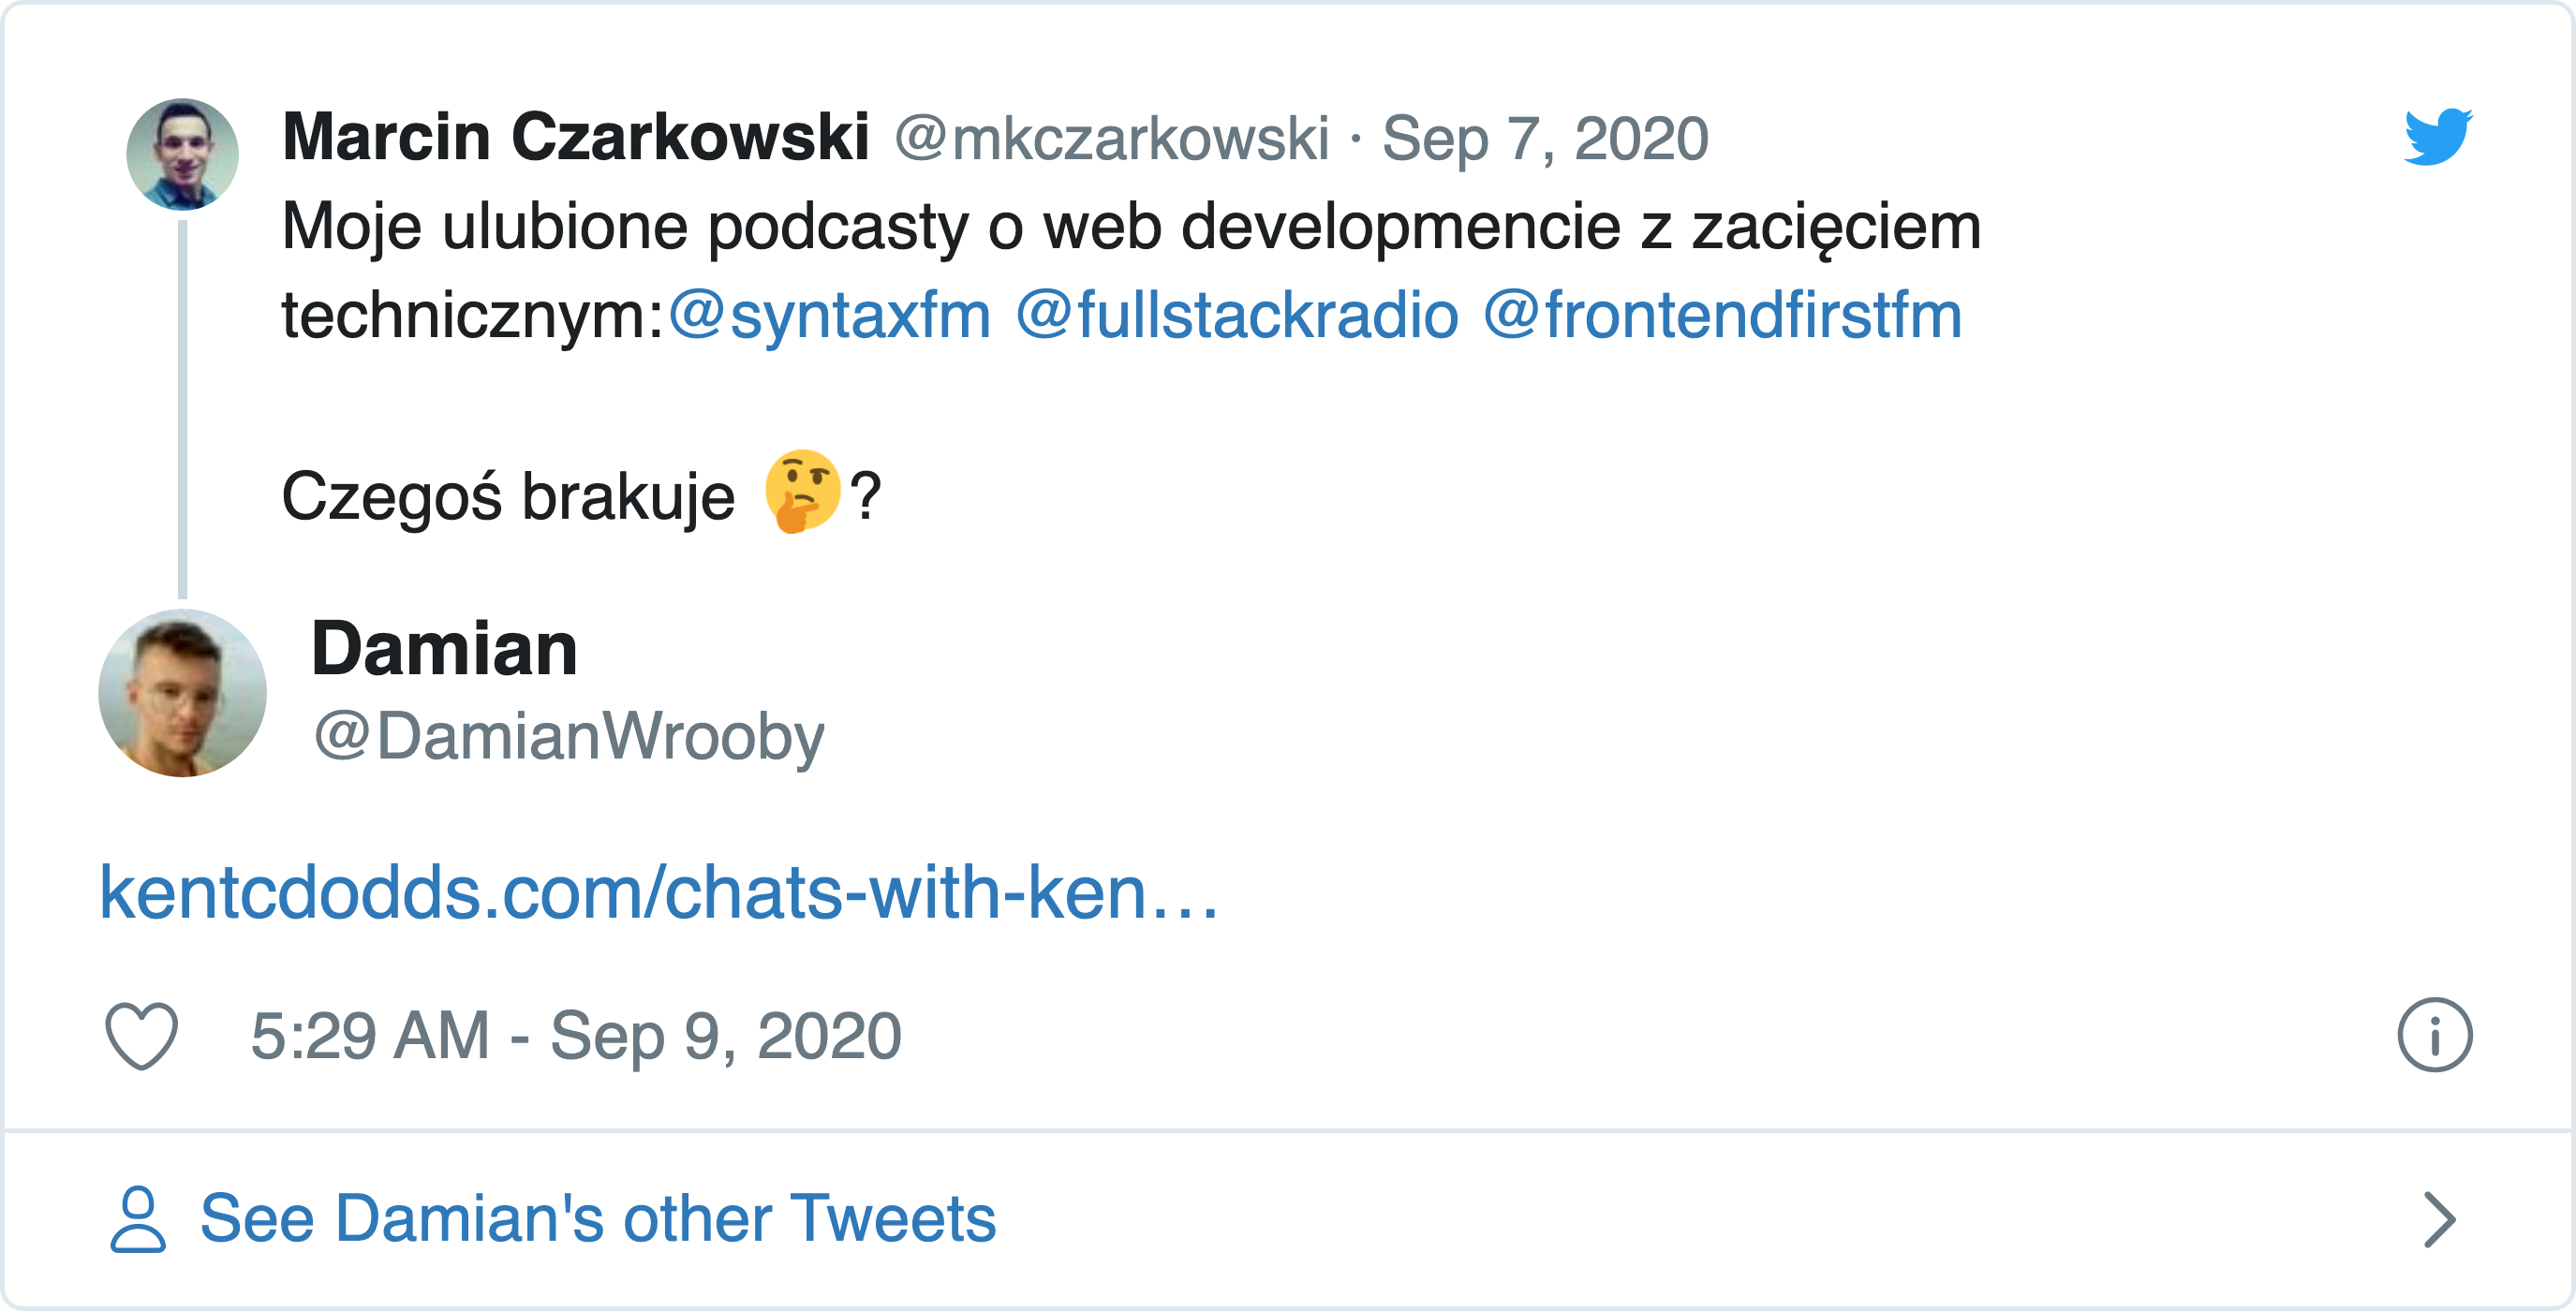 Marcin Czarkowski @mkczarkowski · Sep 7, 2020
Moje ulubione podcasty o web developmencie z zacięciem
technicznym:@syntaxfm @fullstackradio @frontendfirstfm
Czegoś brakuje 🤔?
Damian
@DamianWrooby
kentcdodds.com/chats-with-ken…
5:29 AM - Sep 9, 2020
See Damian's other Tweets